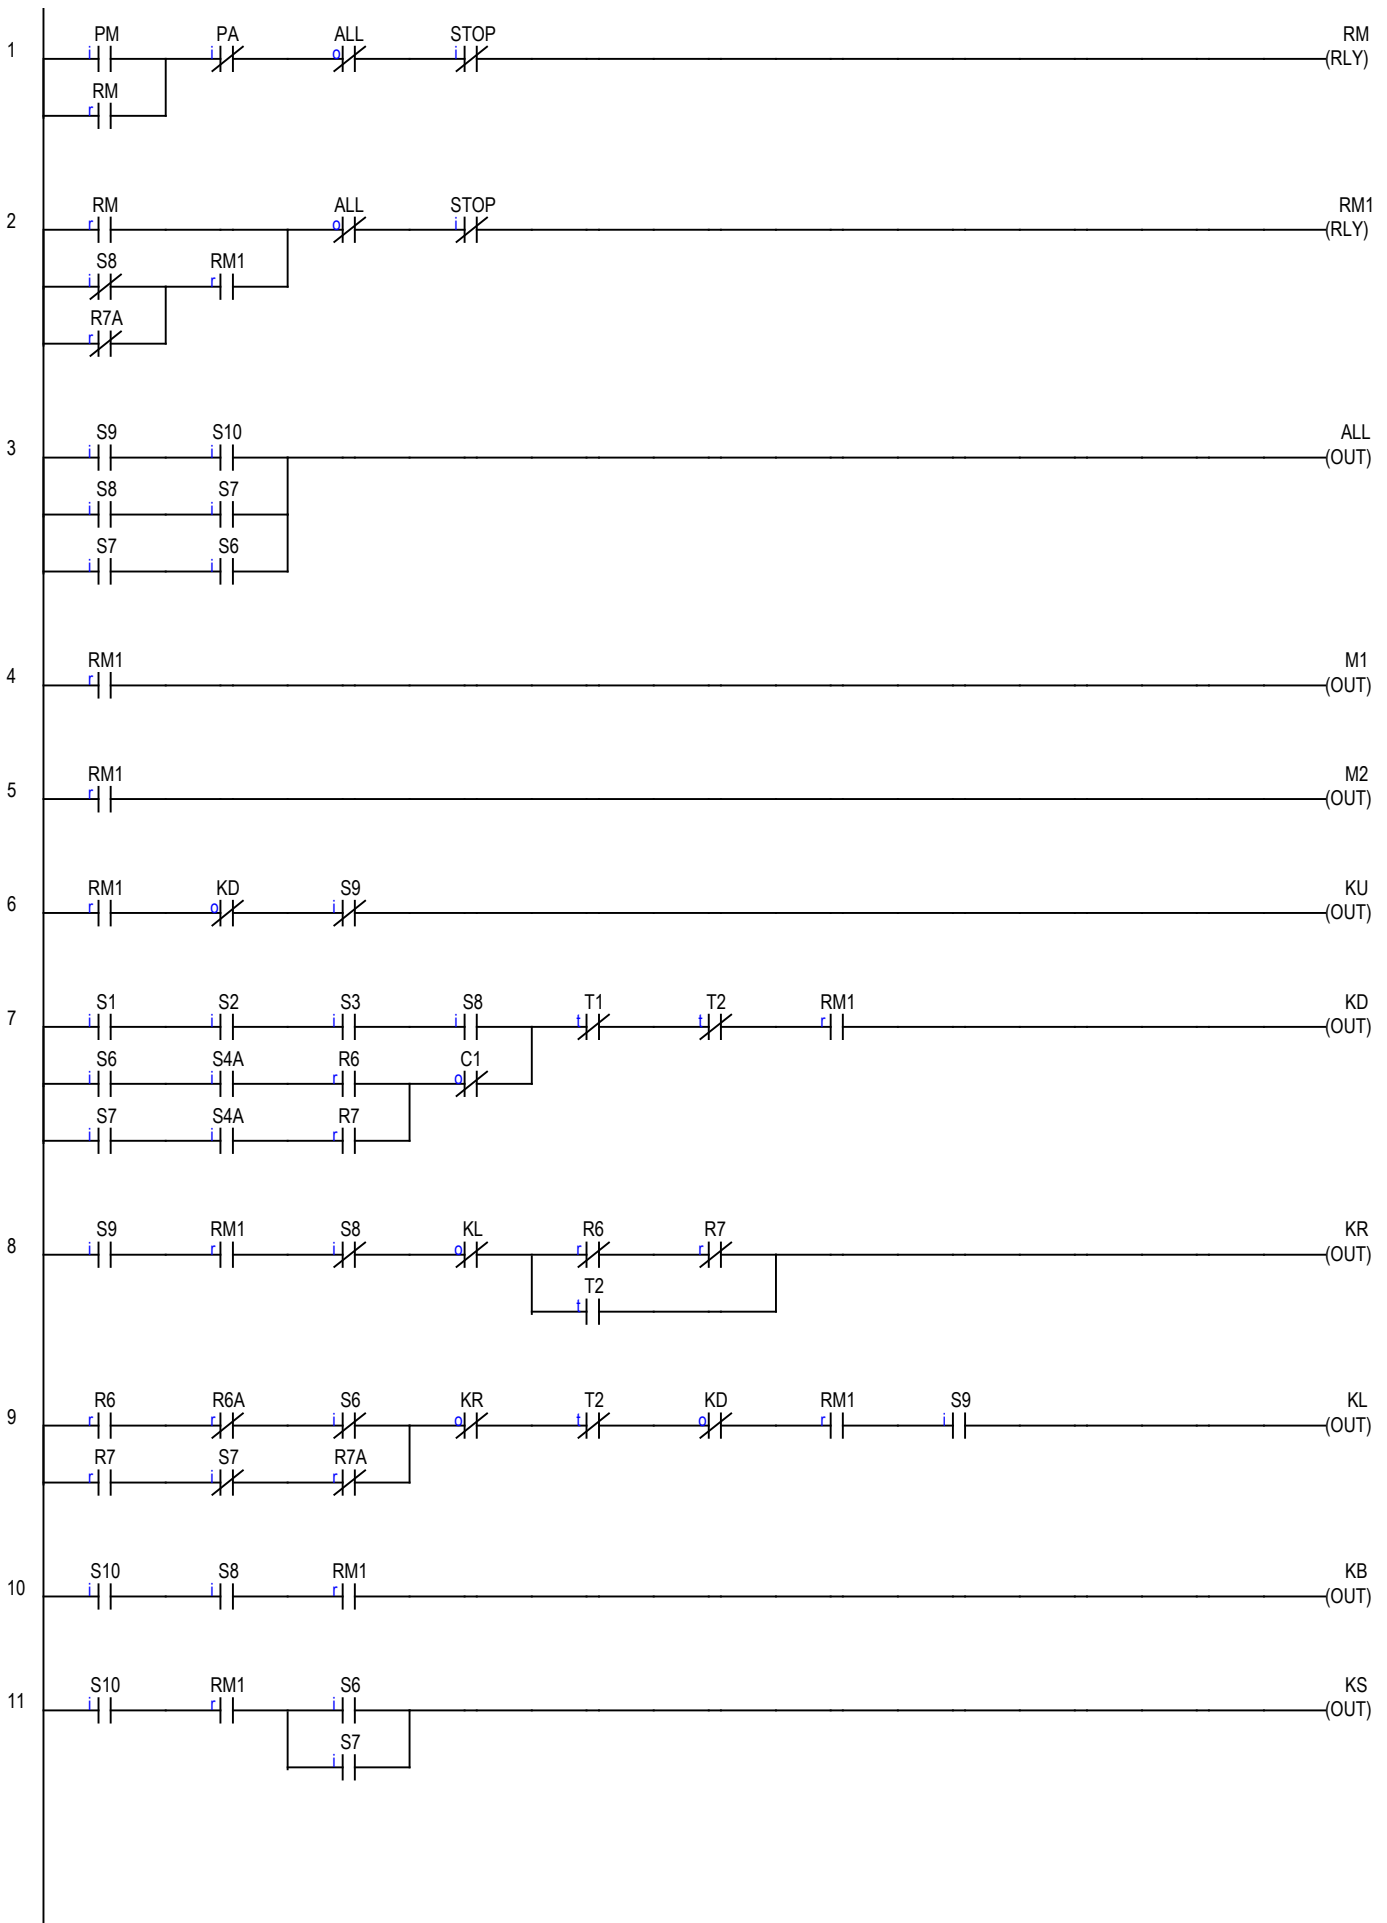 PM PA ALL STOP RM
1 i i o i (RLY)
RM
r
RM ALL STOP RM1
2 r o i (RLY)
S8 RM1
i r
R7A
r
S9 S10 ALL
3 i i (OUT)
S8 S7
i i
S7 S6
i i
RM1 M1
4 r (OUT)
RM1 M2
5 r (OUT)
RM1 KD S9 KU
6 r o i (OUT)
S1 S2 S3 S8 T1 T2 RM1 KD
7 i i i i t t r (OUT)
S6 S4A R6 C1
i i r o
S7 S4A R7
i i r
S9 RM1 S8 KL R6 R7 KR
8 i r i o r r (OUT)
T2
t
R6 R6A S6 KR T2 KD RM1 S9 KL
9 r r i o t o r i (OUT)
R7 S7 R7A
r i r
S10 S8 RM1 KB
10 i i r (OUT)
S10 RM1 S6 KS
11 i r i (OUT)
S7
i